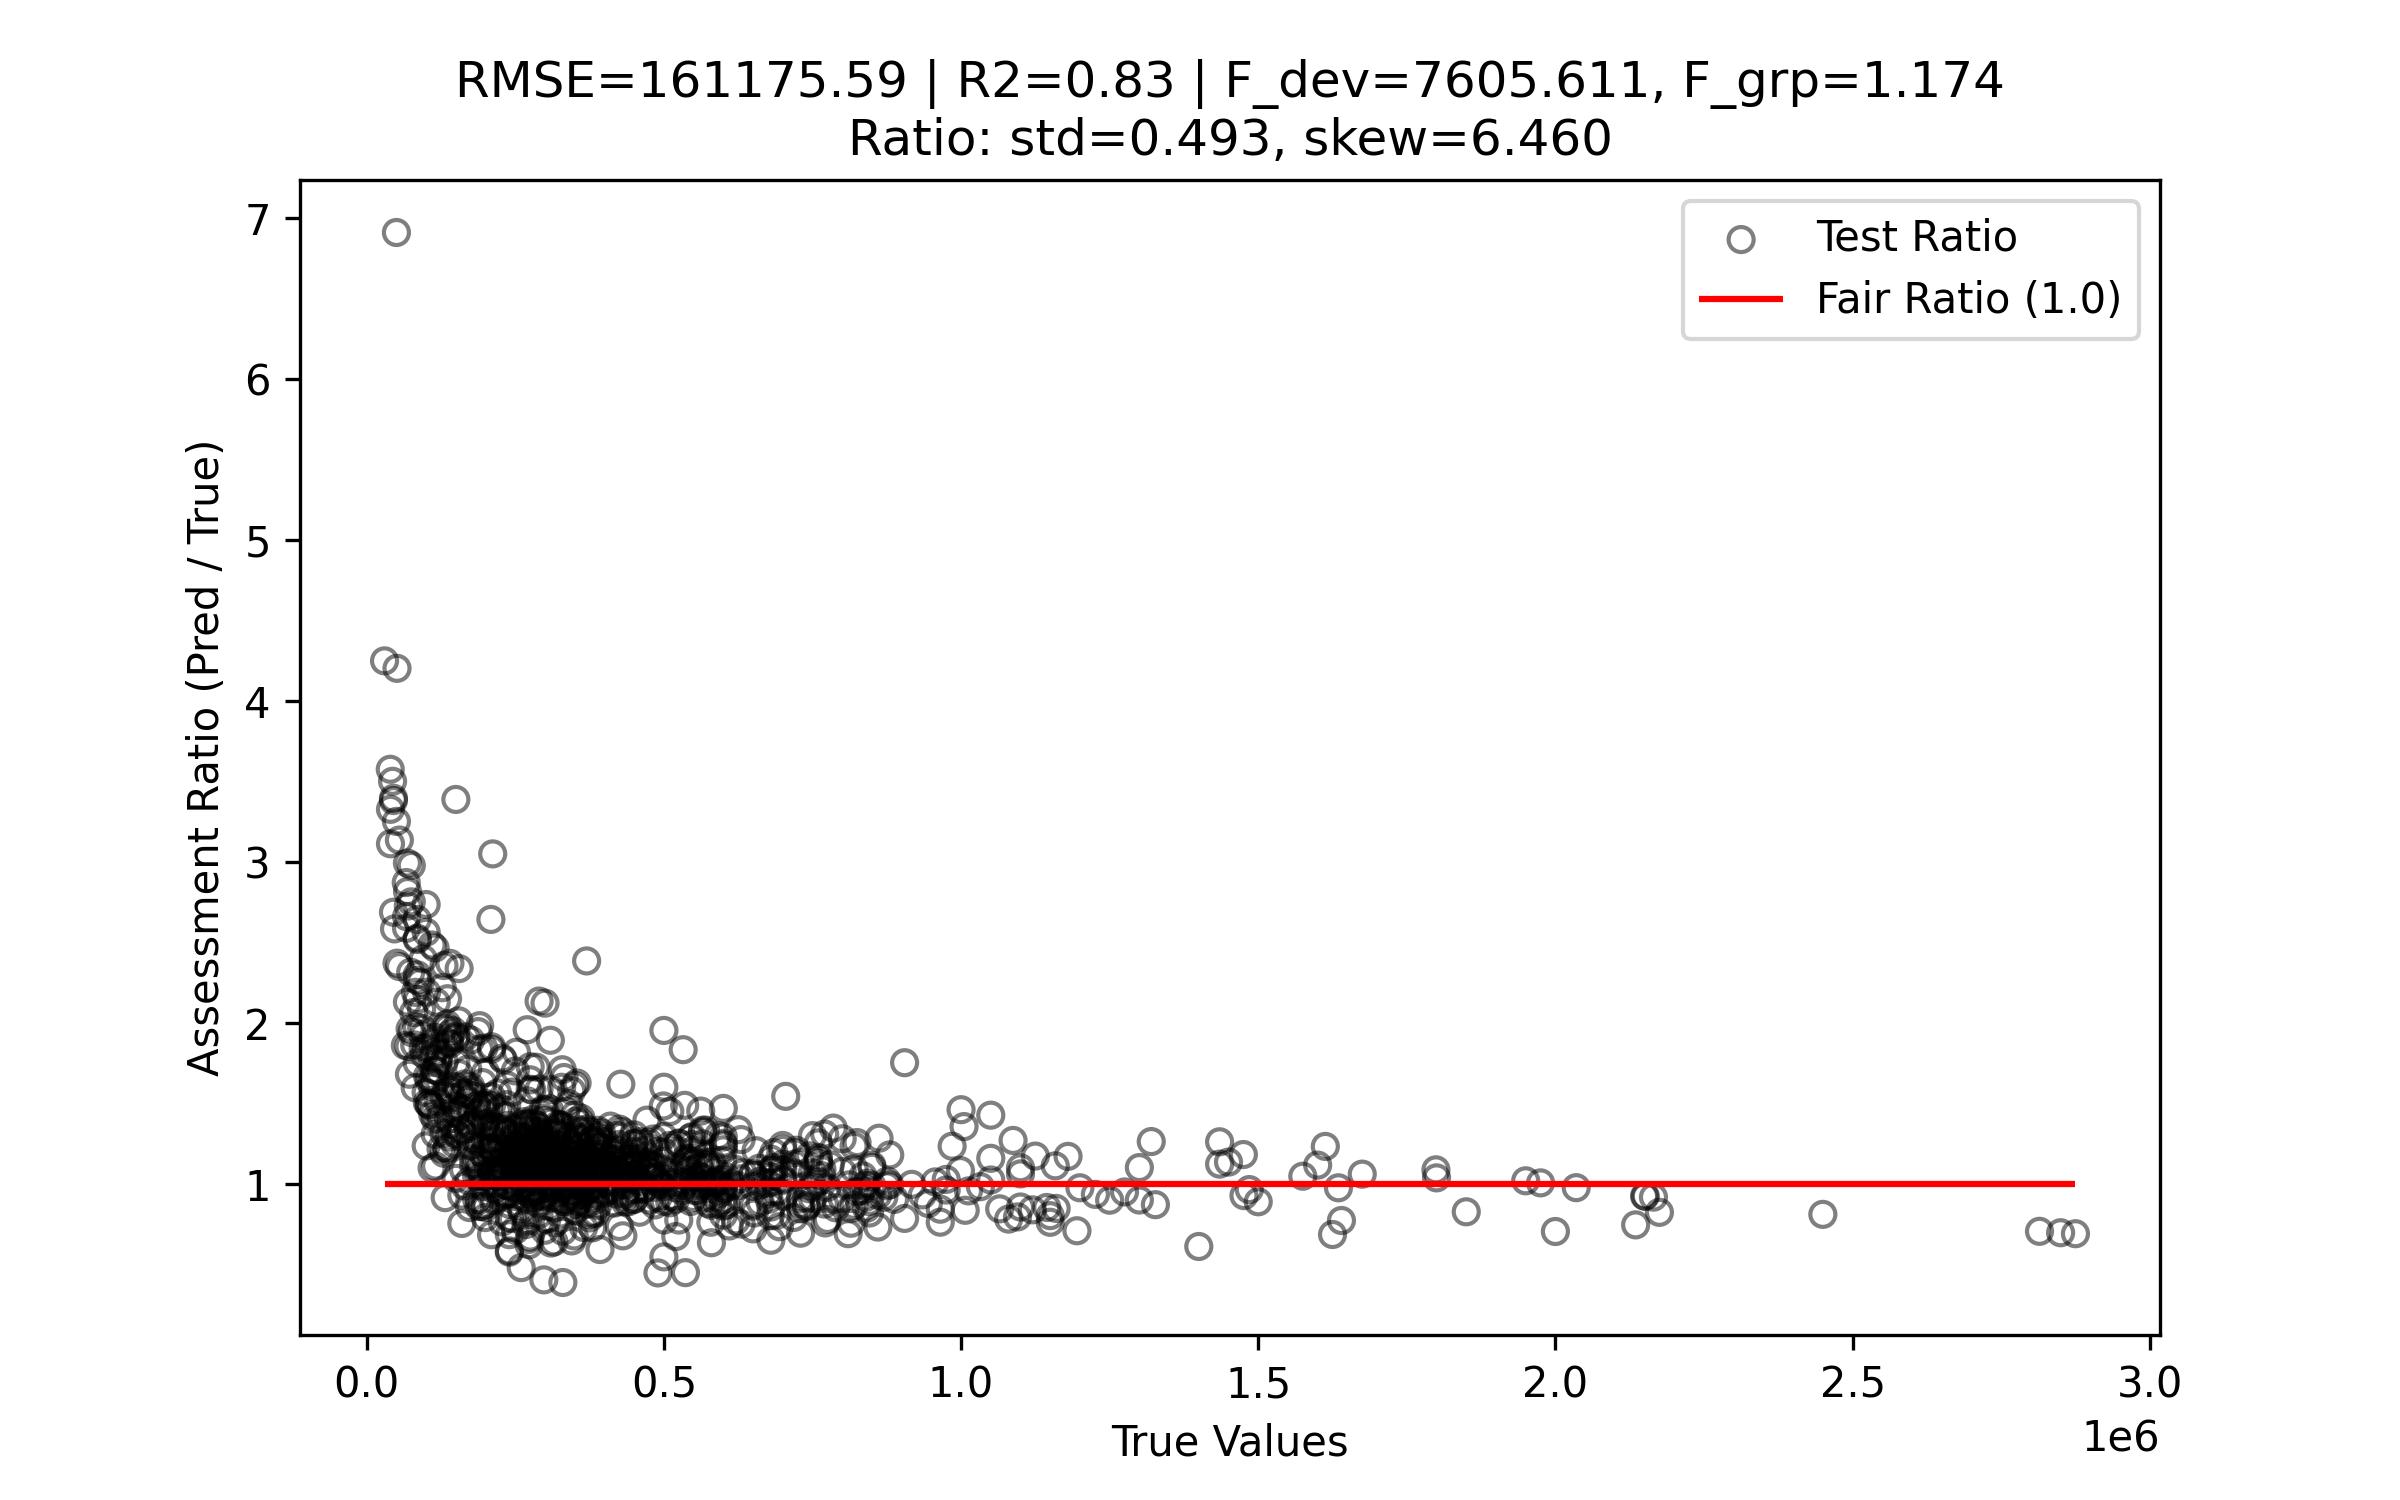 RMSE=161175.59 | R2=0.83 | F_dev=7605.611, F_grp=1.174
Ratio: std=0.493, skew=6.460
Test Ratio
Fair Ratio (1.0)
Assessment Ratio (Pred / True)
7
6
5
4
3
2
1
0.0 0.5 1.0 1.5 2.0 2.5 3.0
1e6
True Values